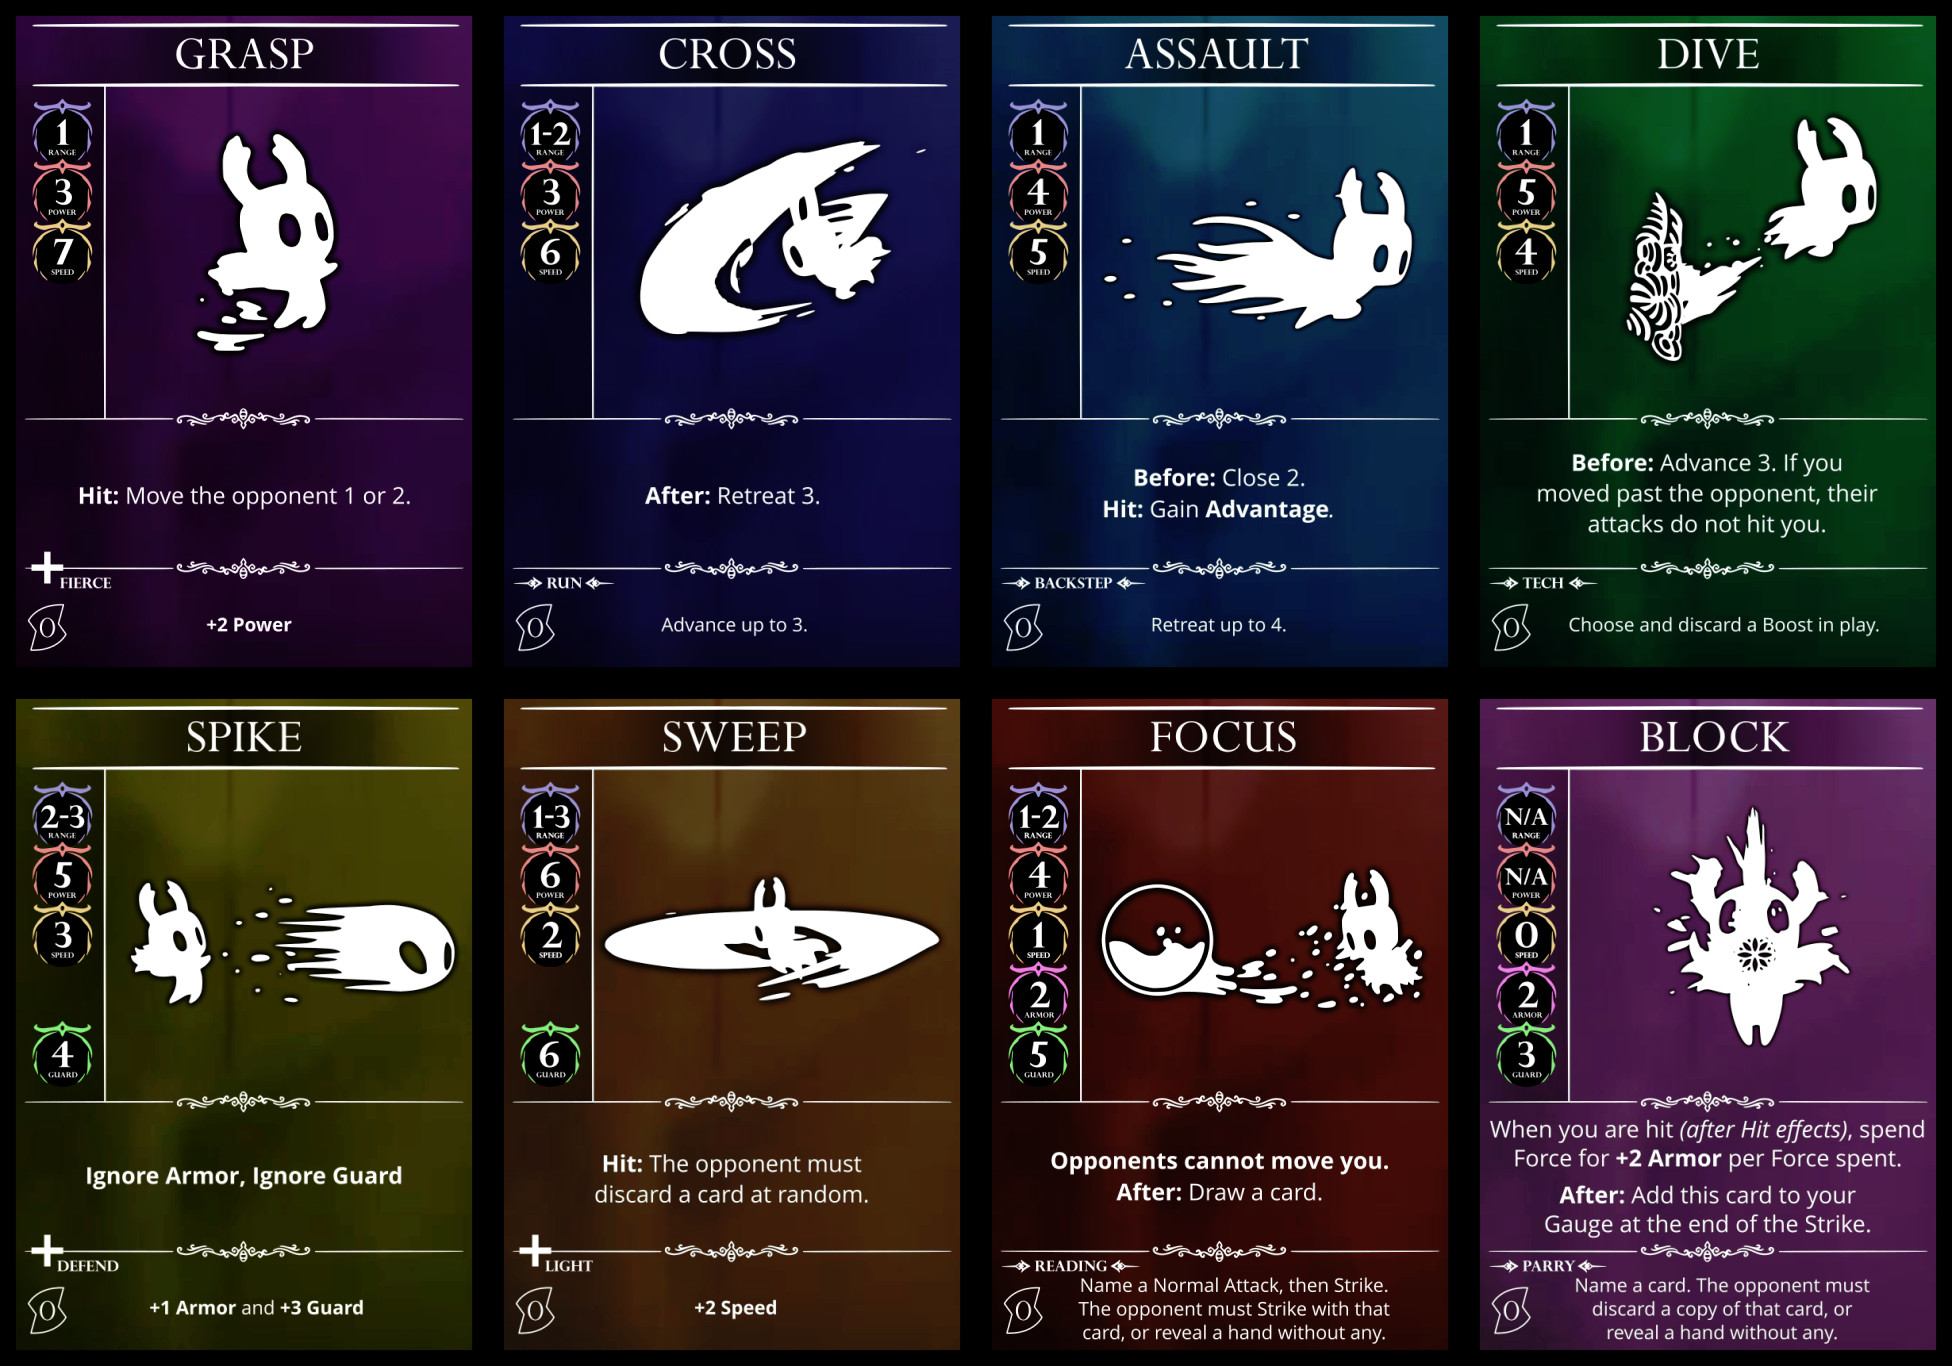 GRASP
1
RANGE
3
POWER
7
SPEED
Hit: Move the opponent 1 or 2.
+ FIERCE
0
+2 Power
CROSS
1-2
RANGE
3
POWER
6
SPEED
After: Retreat 3.
RUN
0
Advance up to 3.
ASSAULT
1
RANGE
4
POWER
5
SPEED
Before: Close 2.
Hit: Gain Advantage.
BACKSTEP
0
Retreat up to 4.
DIVE
1
RANGE
5
POWER
4
SPEED
Before: Advance 3. If you
moved past the opponent, their
attacks do not hit you.
TECH
0
Choose and discard a Boost in play.
SPIKE
2-3
RANGE
5
POWER
3
SPEED
4
GUARD
Ignore Armor, Ignore Guard
+ DEFEND
0
+1 Armor and +3 Guard
SWEEP
1-3
RANGE
6
POWER
2
SPEED
6
GUARD
Hit: The opponent must
discard a card at random.
+ LIGHT
0
+2 Speed
FOCUS
1-2
RANGE
4
POWER
1
SPEED
2
ARMOR
5
GUARD
Opponents cannot move you.
After: Draw a card.
READING
0
Name a Normal Attack, then Strike.
The opponent must Strike with that
card, or reveal a hand without any.
BLOCK
N/A
RANGE
N/A
POWER
0
SPEED
2
ARMOR
3
GUARD
When you are hit (after Hit effects), spend
Force for +2 Armor per Force spent.
After: Add this card to your
Gauge at the end of the Strike.
PARRY
0
Name a card. The opponent must
discard a copy of that card, or
reveal a hand without any.